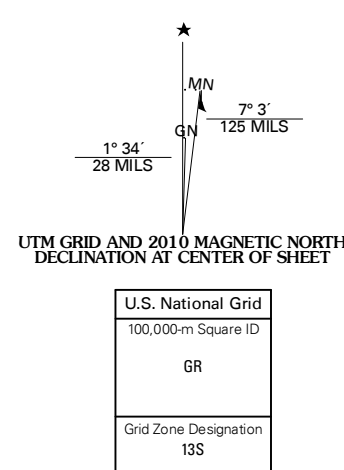 MN
7° 3´
125 MILS
GN
1° 34´
28 MILS
UTM GRID AND 2010 MAGNETIC NORTH
DECLINATION AT CENTER OF SHEET
U.S. National Grid
100,000-m Square ID
GR
Grid Zone Designation
13S